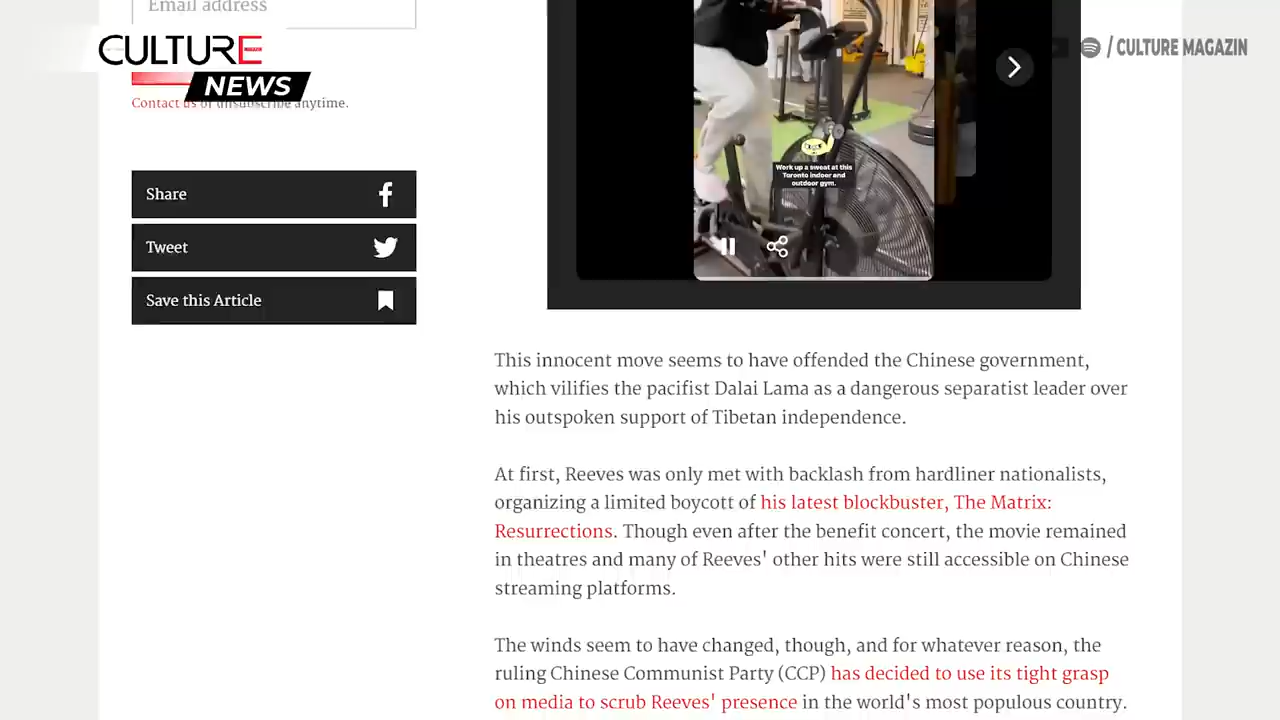 Email address
CULTURE
NEWS
/ CULTURE MAGAZIN
Contact us or unsubscribe anytime.
Share
Tweet
Save this Article
Work up a sweat at this
Toronto indoor and
outdoor gym.
This innocent move seems to have offended the Chinese government,
which vilifies the pacifist Dalai Lama as a dangerous separatist leader over
his outspoken support of Tibetan independence.
At first, Reeves was only met with backlash from hardliner nationalists,
organizing a limited boycott of his latest blockbuster, The Matrix:
Resurrections. Though even after the benefit concert, the movie remained
in theatres and many of Reeves' other hits were still accessible on Chinese
streaming platforms.
The winds seem to have changed, though, and for whatever reason, the
ruling Chinese Communist Party (CCP) has decided to use its tight grasp
on media to scrub Reeves' presence in the world's most populous country.